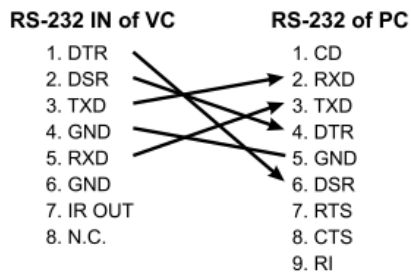 RS-232 IN of VC
1. DTR
2. DSR
3. TXD
4. GND
5. RXD
6. GND
7. IR OUT
8. N.C.
RS-232 of PC
1. CD
2. RXD
3. TXD
4. DTR
5. GND
6. DSR
7. RTS
8. CTS
9. RI